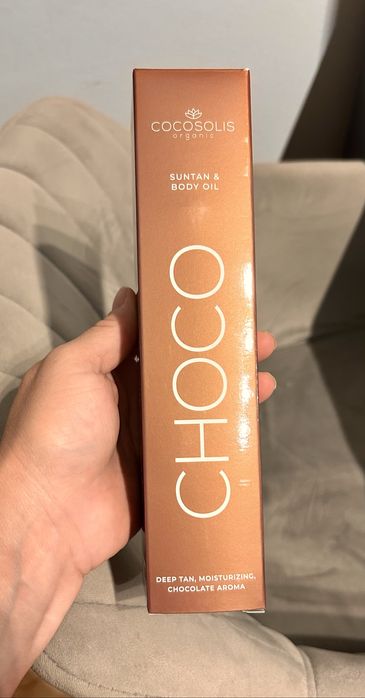 COCOSOLIS
organic
SUNTAN &
BODY OIL
CHOCO
DEEP TAN, MOISTURIZING,
CHOCOLATE AROMA